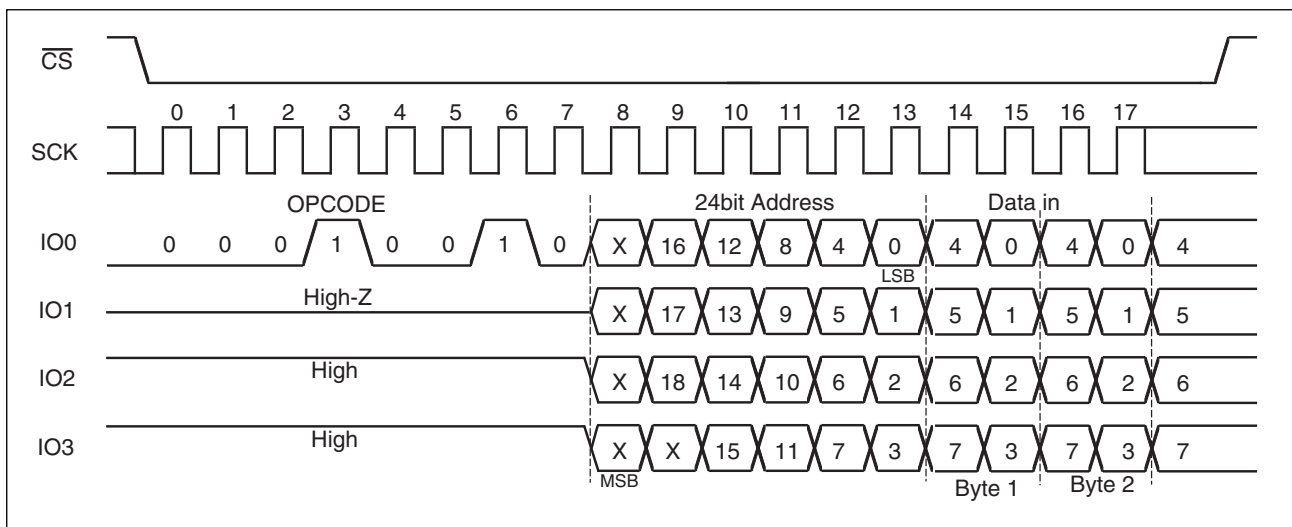 CS
0 1 2 3 4 5 6 7 8 9 10 11 12 13 14 15 16 17
SCK
OPCODE 24bit Address Data in
IO0 0 0 0 1 0 0 1 0 X 16 12 8 4 0 4 0 4 0 4
LSB
IO1 High-Z X 17 13 9 5 1 5 1 5 1 5
IO2 High X 18 14 10 6 2 6 2 6 2 6
IO3 High X X 15 11 7 3 7 3 7 3 7
MSB Byte 1 Byte 2